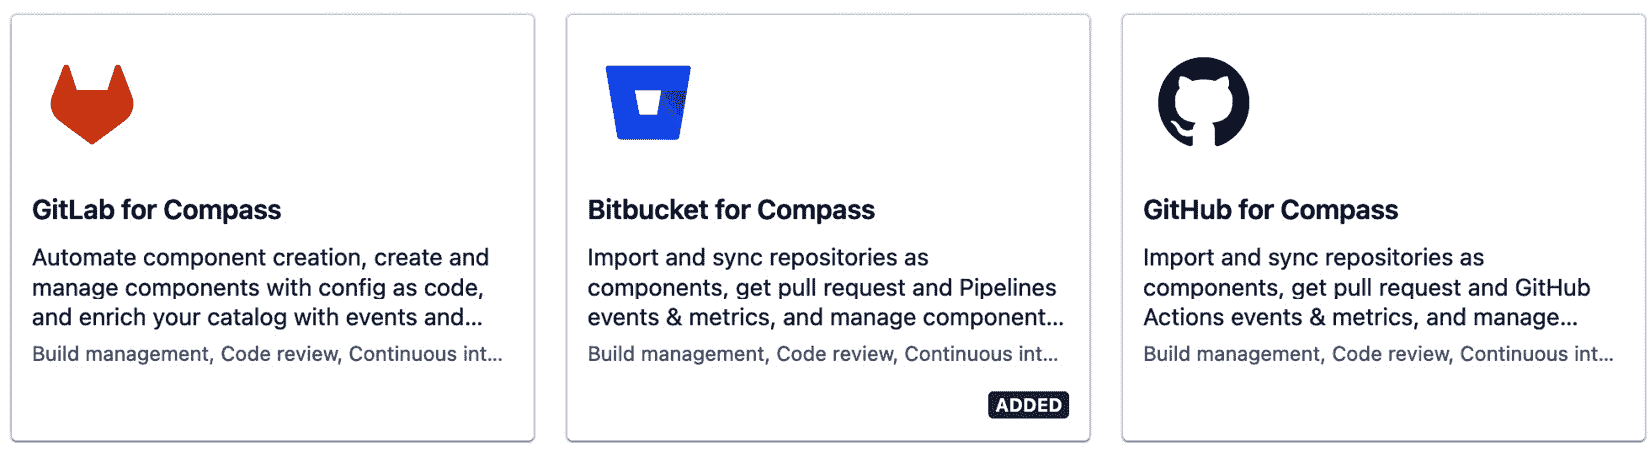 GitLab for Compass
Automate component creation, create and
manage components with config as code,
and enrich your catalog with events and...
Build management, Code review, Continuous int...
Bitbucket for Compass
Import and sync repositories as
components, get pull request and Pipelines
events & metrics, and manage component...
Build management, Code review, Continuous int...
ADDED
GitHub for Compass
Import and sync repositories as
components, get pull request and GitHub
Actions events & metrics, and manage...
Build management, Code review, Continuous int...